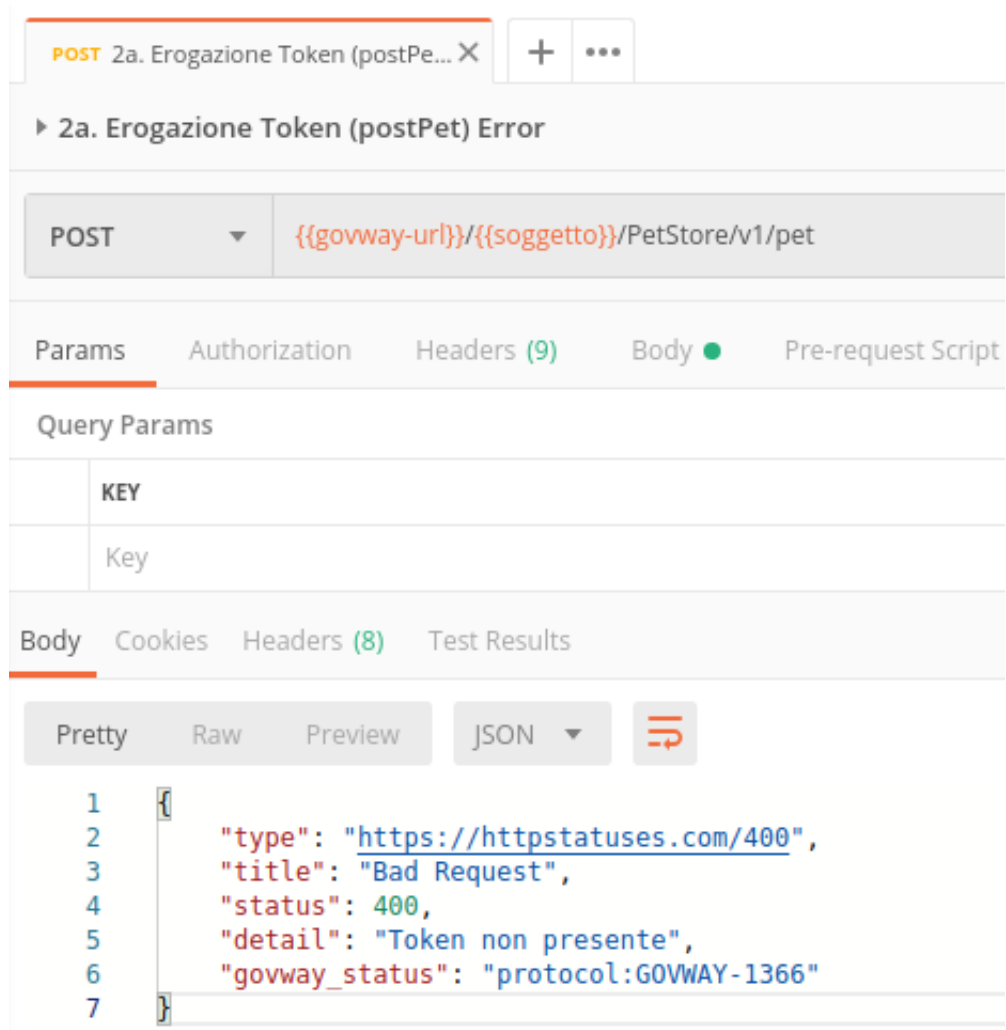 POST 2a. Erogazione Token (postPe...
2a. Erogazione Token (postPet) Error
POST {{govway-url}}/{{soggetto}}/PetStore/v1/pet
Params Authorization Headers (9) Body Pre-request Script
Query Params
KEY
Key
Body Cookies Headers (8) Test Results
Pretty Raw Preview JSON
1 {
2 "type": "https://httpstatuses.com/400",
3 "title": "Bad Request",
4 "status": 400,
5 "detail": "Token non presente",
6 "govway_status": "protocol:GOVWAY-1366"
7 }